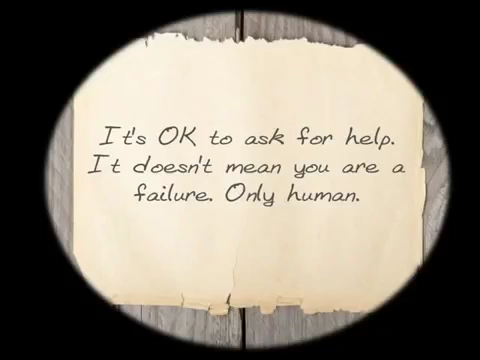 It's OK to ask for help.
It doesn't mean you are a
failure. Only human.